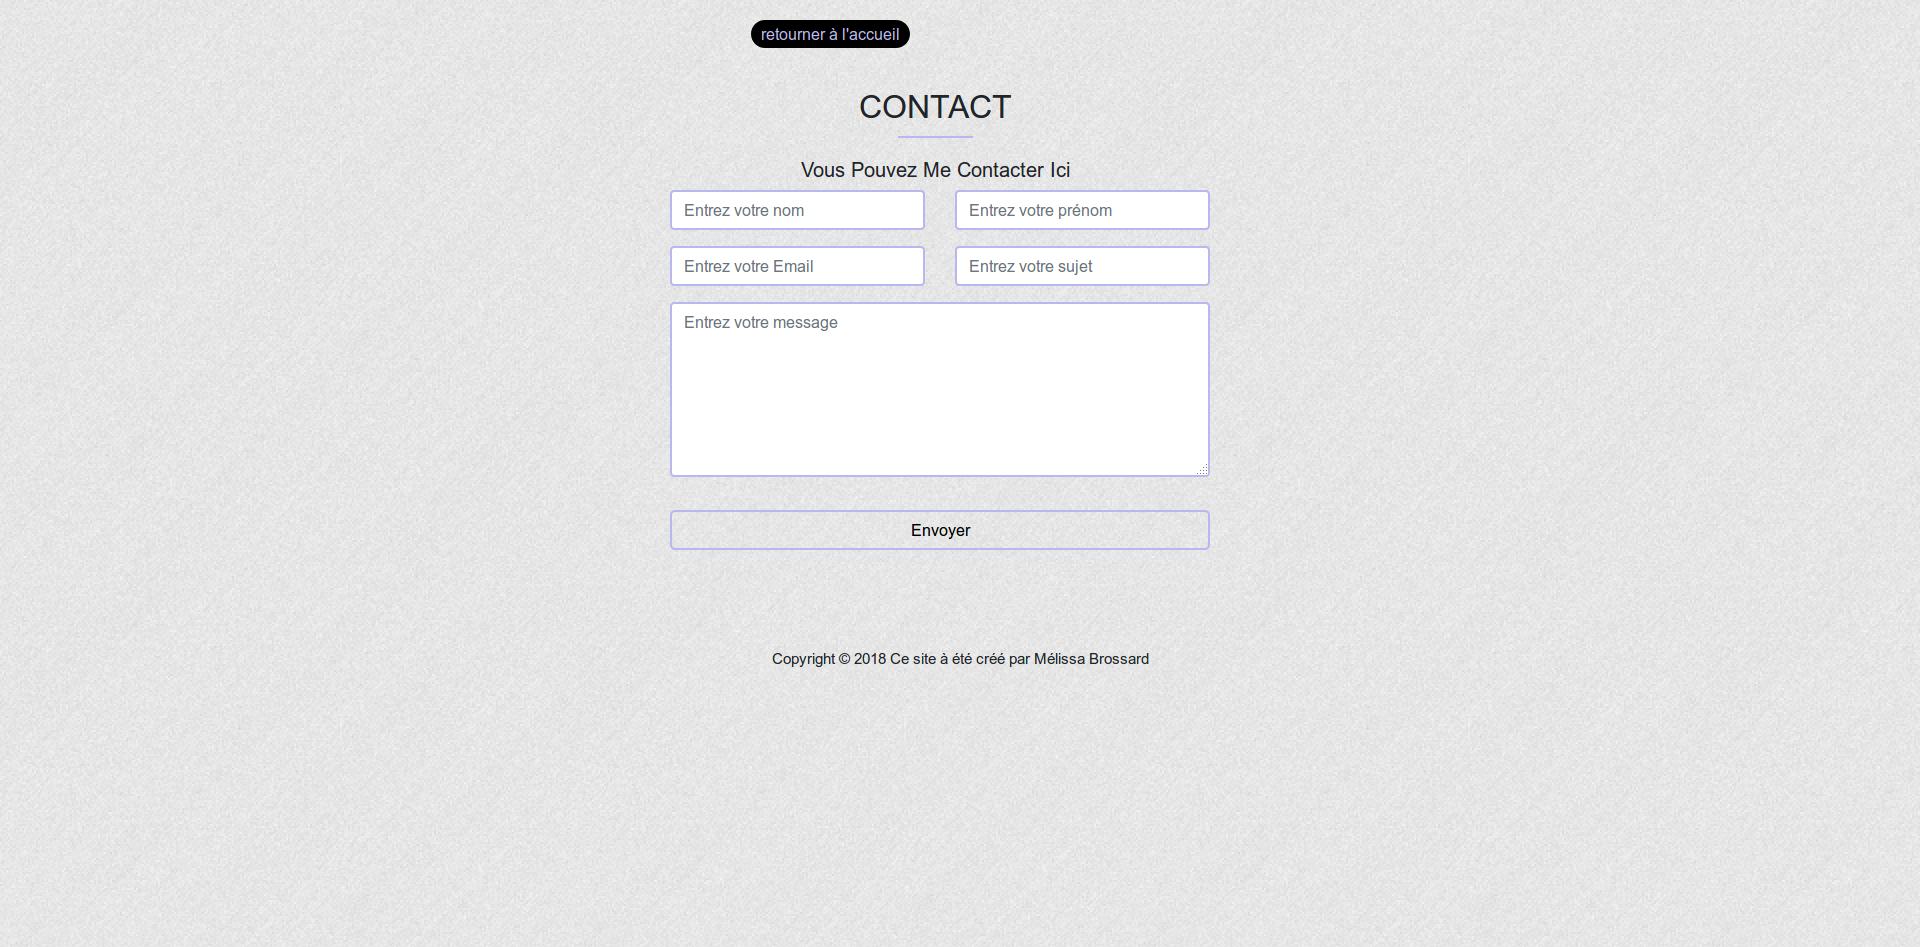 retourner à l'accueil
CONTACT
Vous Pouvez Me Contacter Ici
Entrez votre nom
Entrez votre prénom
Entrez votre Email
Entrez votre sujet
Entrez votre message
Envoyer
Copyright © 2018 Ce site à été créé par Mélissa Brossard